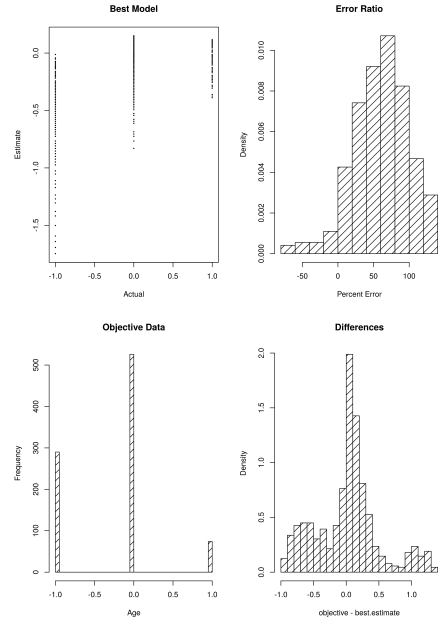 Best Model
Estimate
0.0
-0.5
-1.0
-1.5
-1.0 -0.5 0.0 0.5 1.0
Actual
Error Ratio
Density
0.010
0.008
0.006
0.004
0.002
0.000
-50 0 50 100
Percent Error
Objective Data
Frequency
500
400
300
200
100
0
-1.0 -0.5 0.0 0.5 1.0
Age
Differences
Density
2.0
1.5
1.0
0.5
0.0
-1.0 -0.5 0.0 0.5 1.0
objective - best.estimate